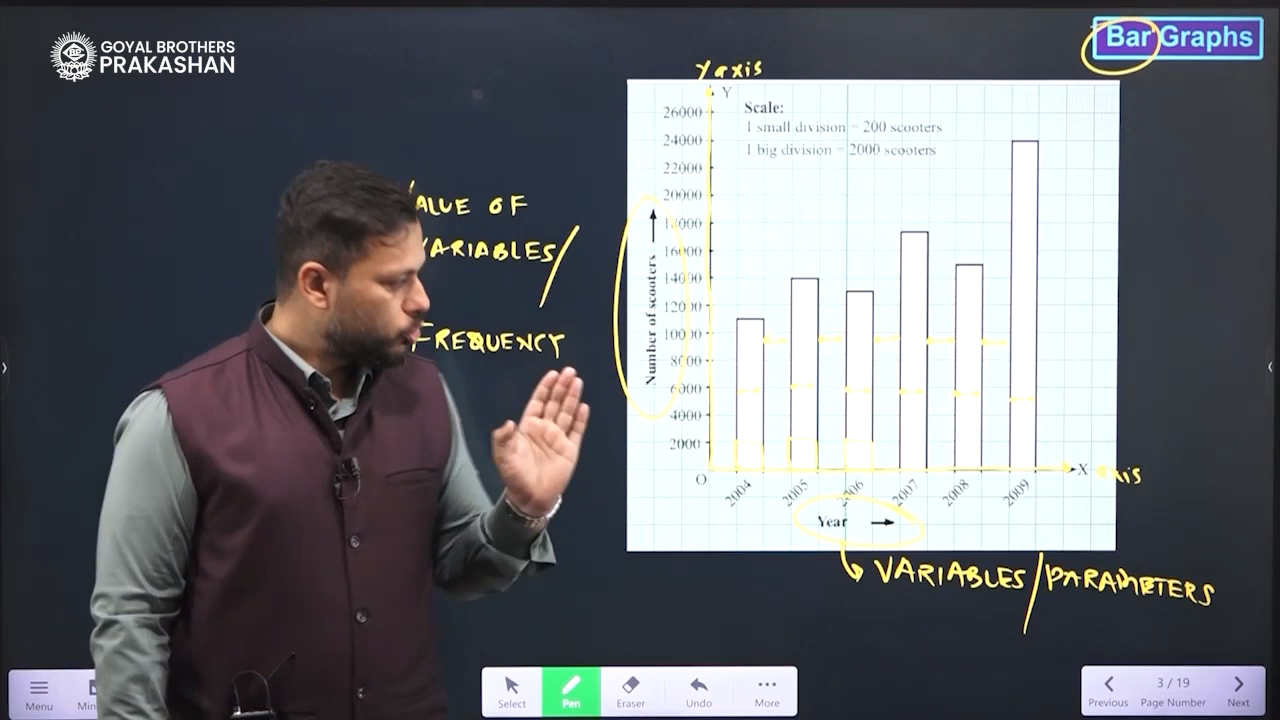 GOYAL BROTHERS
PRAKASHAN
Bar Graphs
Y axis
Y
Scale:
1 small division = 200 scooters
1 big division = 2000 scooters
26000
24000
22000
20000
18000
16000
14000
12000
10000
8000
6000
4000
2000
O
Number of scooters
ALUE OF
VARIABLES/
FREQUENCY
2004
2005
2006
2007
2008
2009
X axis
Year
VARIABLES/PARAMETERS
Menu
Select
Pen
Eraser
Undo
More
3 / 19
Previous
Page Number
Next